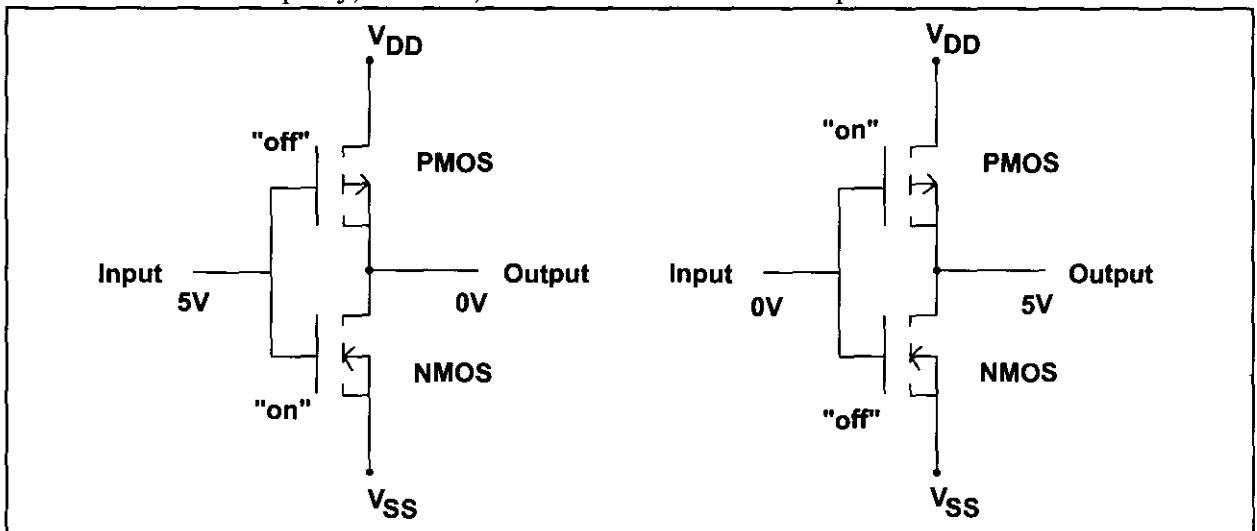 V_DD
"off"
PMOS
Input
5V
Output
0V
NMOS
"on"
V_SS
V_DD
"on"
PMOS
Input
0V
Output
5V
NMOS
"off"
V_SS